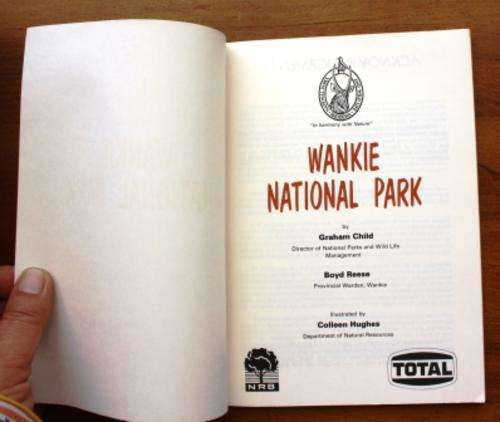 "In harmony with Nature"
WANKIE
NATIONAL PARK
by
Graham Child
Director of National Parks and Wild Life
Management
Boyd Reese
Provincial Warden, Wankie
Illustrated by
Colleen Hughes
Department of Natural Resources
NRB
TOTAL